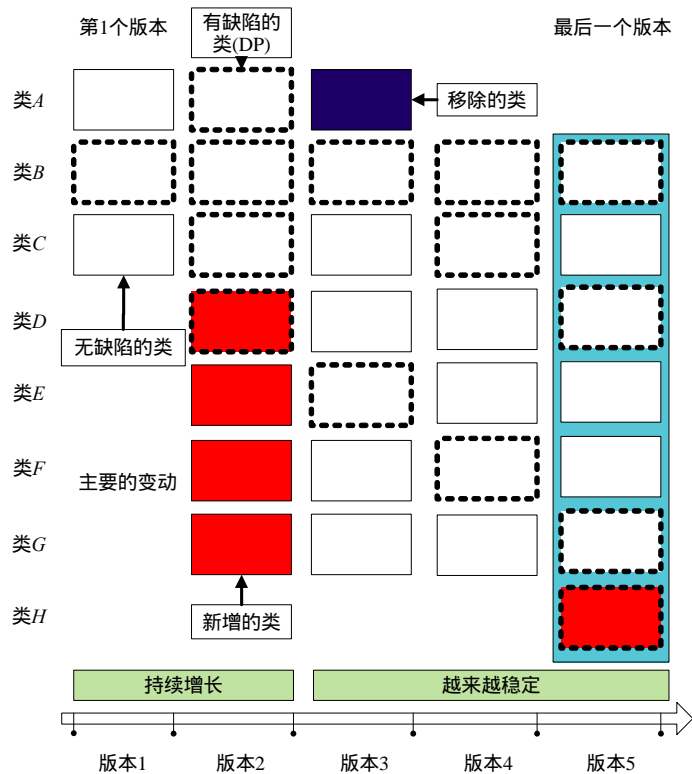 第1个版本
有缺陷的
类(DP)
最后一个版本
类A
移除的类
类B
类C
类D
无缺陷的类
类E
类F
主要的变动
类G
类H
新增的类
持续增长
越来越稳定
版本1
版本2
版本3
版本4
版本5